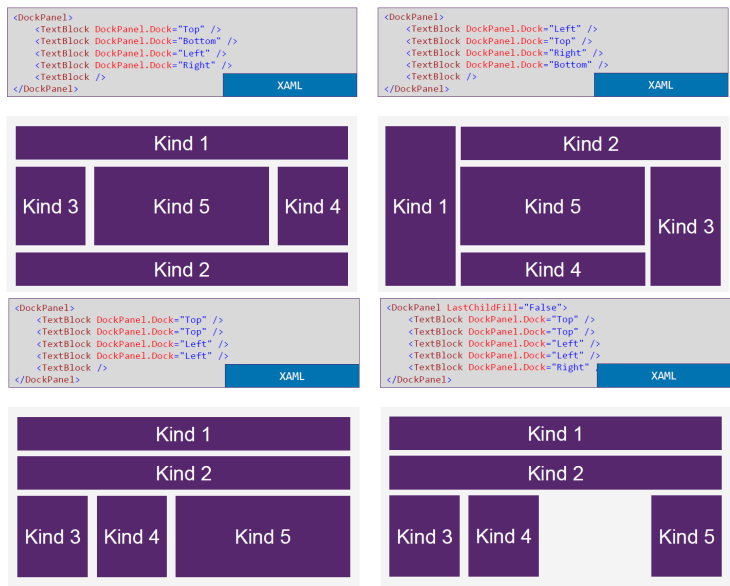 <DockPanel>
<TextBlock DockPanel.Dock="Top" />
<TextBlock DockPanel.Dock="Bottom" />
<TextBlock DockPanel.Dock="Left" />
<TextBlock DockPanel.Dock="Right" />
<TextBlock />
</DockPanel>
XAML
Kind 1
Kind 3
Kind 5
Kind 4
Kind 2
<DockPanel>
<TextBlock DockPanel.Dock="Left" />
<TextBlock DockPanel.Dock="Top" />
<TextBlock DockPanel.Dock="Right" />
<TextBlock DockPanel.Dock="Bottom" />
<TextBlock />
</DockPanel>
XAML
Kind 1
Kind 2
Kind 5
Kind 3
Kind 4
<DockPanel>
<TextBlock DockPanel.Dock="Top" />
<TextBlock DockPanel.Dock="Top" />
<TextBlock DockPanel.Dock="Left" />
<TextBlock DockPanel.Dock="Left" />
<TextBlock />
</DockPanel>
XAML
Kind 1
Kind 2
Kind 3
Kind 4
Kind 5
<DockPanel LastChildFill="False">
<TextBlock DockPanel.Dock="Top" />
<TextBlock DockPanel.Dock="Top" />
<TextBlock DockPanel.Dock="Left" />
<TextBlock DockPanel.Dock="Left" />
<TextBlock DockPanel.Dock="Right"
</DockPanel>
XAML
Kind 1
Kind 2
Kind 3
Kind 4
Kind 5